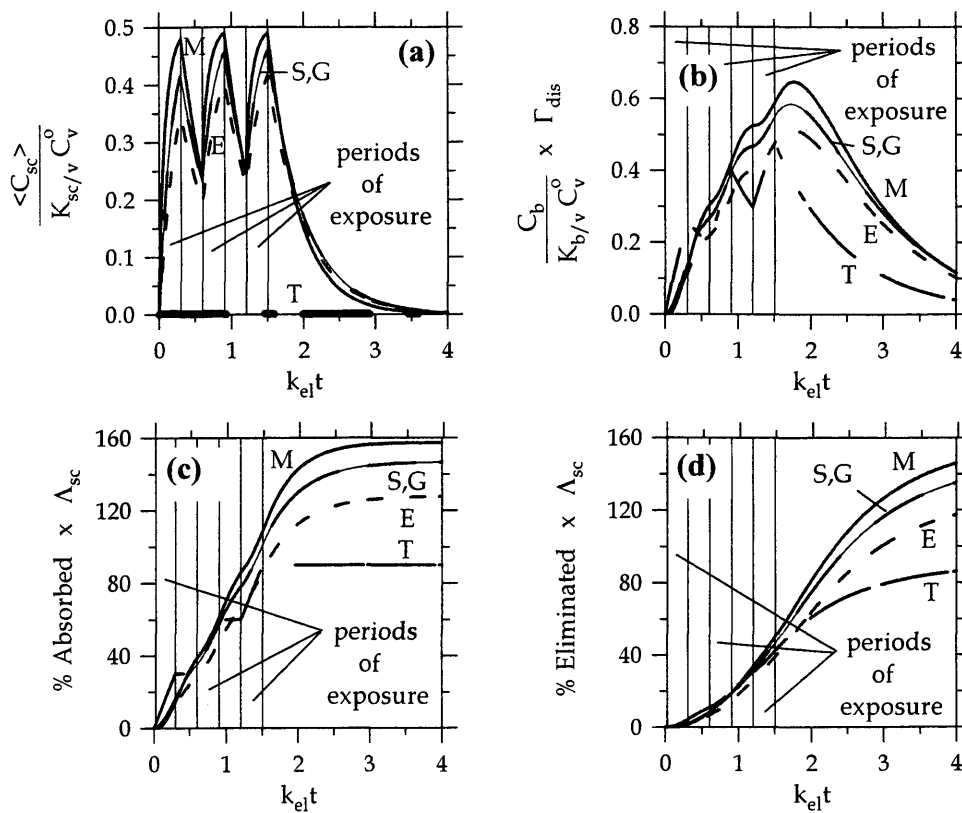 0.5
0.4
0.3
0.2
0.1
0.0
<C_sc>
K_sc/v C_v^o
M
(a)
S,G
E
periods
of
exposure
T
0 1 2 3 4
k_el t
0.8
0.6
0.4
0.2
0.0
C_b
K_b/v C_v^o
x Γ_dis
(b)
periods
of
exposure
S,G
M
E
T
0 1 2 3 4
k_el t
160
120
80
40
0
% Absorbed x Λ_sc
(c)
M
S,G
E
T
periods
of
exposure
0 1 2 3 4
k_el t
160
120
80
40
0
% Eliminated x Λ_sc
(d)
M
S,G
E
T
periods
of
exposure
0 1 2 3 4
k_el t